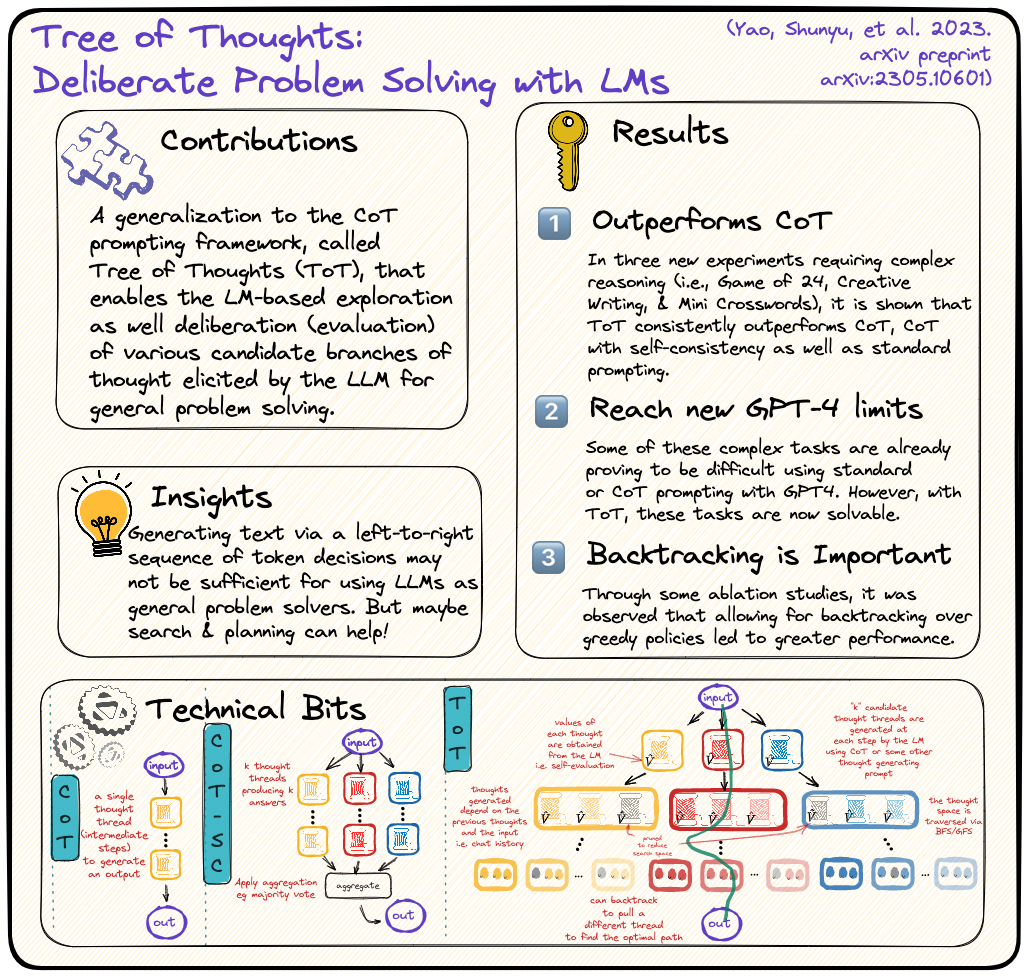 Tree of Thoughts:
Deliberate Problem Solving with LMs
(Yao, Shunyu, et al. 2023.
arXiv preprint
arXiv:2305.10601)
Contributions
A generalization to the CoT
prompting framework, called
Tree of Thoughts (ToT), that
enables the LM-based exploration
as well deliberation (evaluation)
of various candidate branches of
thought elicited by the LLM for
general problem solving.
Insights
Generating text via a left-to-right
sequence of token decisions may
not be sufficient for using LLMs as
general problem solvers. But maybe
search & planning can help!
Results
1 Outperforms CoT
In three new experiments requiring complex
reasoning (i.e., Game of 24, Creative
Writing, & Mini Crosswords), it is shown that
ToT consistently outperforms CoT, CoT
with self-consistency as well as standard
prompting.
2 Reach new GPT-4 limits
Some of these complex tasks are already
proving to be difficult using standard
or CoT prompting with GPT4. However, with
ToT, these tasks are now solvable.
3 Backtracking is Important
Through some ablation studies, it was
observed that allowing for backtracking over
greedy policies led to greater performance.
Technical Bits
CoT
input
a single
thought
thread
(intermediate
steps)
to generate
an output
out
CoT-SC
input
k thought
threads
producing k
answers
Apply aggregation
eg majority vote
aggregate
out
ToT
input
values of
each thought
are obtained
from the LM
i.e. self-evaluation
"k" candidate
thought threads are
generated at
each step by the LM
using CoT or some other
thought generating
prompt
V V V
thoughts
generated
depend on the
previous thoughts
and the input
i.e. chat history
V V V V V V V V V
pruned
to reduce
search space
the thought
space is
traversed via
BFS/GFS
... ... ...
can backtrack
to pull a
different thread
to find the optimal path
out